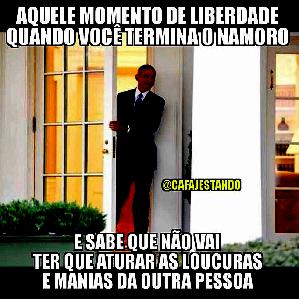 AQUELE MOMENTO DE LIBERDADE
QUANDO VOCÊ TERMINA O NAMORO
@CAFAJESTANDO
E SABE QUE NÃO VAI
TER QUE ATURAR AS LOUCURAS
E MANIAS DA OUTRA PESSOA